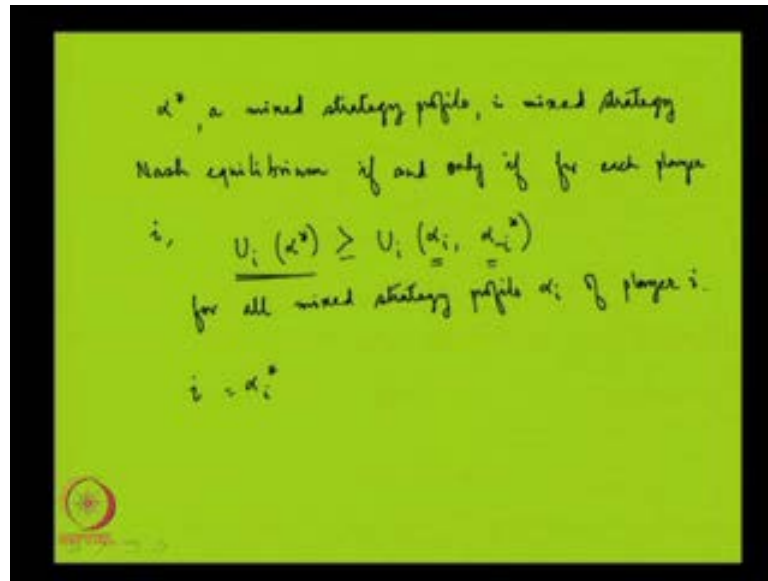 α*, a mixed strategy profile, is mixed strategy
Nash equilibrium if and only if for each player
i, U_i (α*) ≥ U_i (α_i, α_{-i}*)
for all mixed strategy profile α_i of player i.
i = α_i*
NPTEL